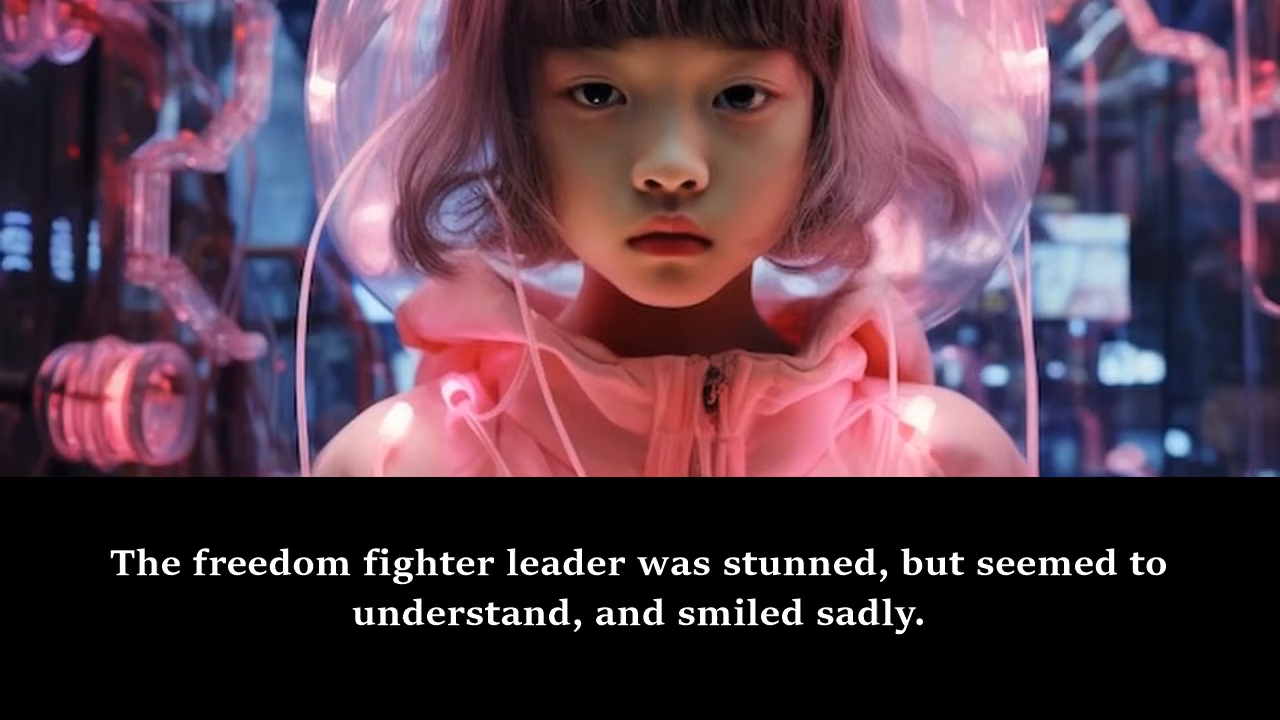 The freedom fighter leader was stunned, but seemed to
understand, and smiled sadly.